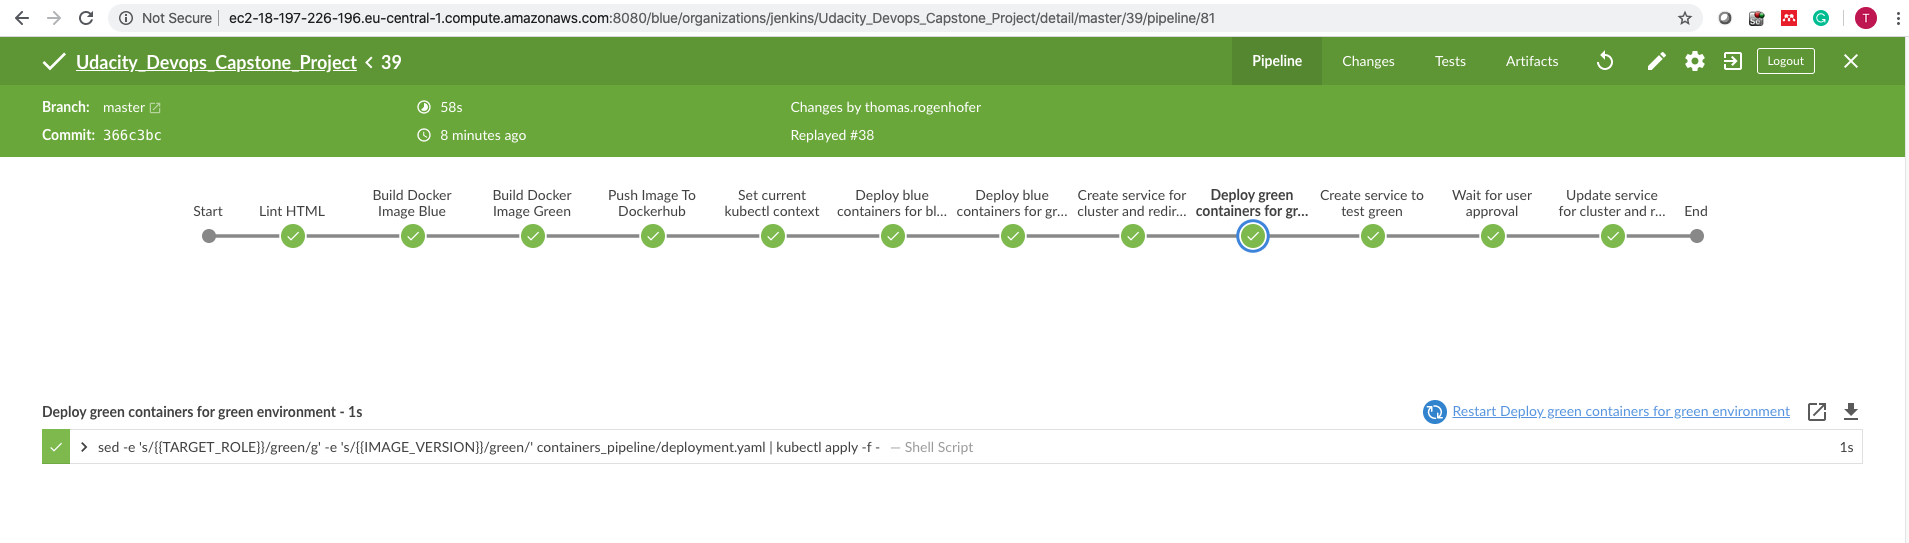 Not Secure | ec2-18-197-226-196.eu-central-1.compute.amazonaws.com:8080/blue/organizations/jenkins/Udacity_Devops_Capstone_Project/detail/master/39/pipeline/81
T
Udacity_Devops_Capstone_Project < 39
Pipeline Changes Tests Artifacts Logout
Branch: master 58s Changes by thomas.rogenhofer
Commit: 366c3bc 8 minutes ago Replayed #38
Start
Lint HTML
Build Docker
Image Blue
Build Docker
Image Green
Push Image To
Dockerhub
Set current
kubectl context
Deploy blue
containers for bl...
Deploy blue
containers for gr...
Create service for
cluster and redir...
Deploy green
containers for gr...
Create service to
test green
Wait for user
approval
Update service
for cluster and r...
End
Deploy green containers for green environment - 1s
Restart Deploy green containers for green environment
sed -e 's/{{TARGET_ROLE}}/green/g' -e 's/{{IMAGE_VERSION}}/green/' containers_pipeline/deployment.yaml | kubectl apply -f - — Shell Script 1s